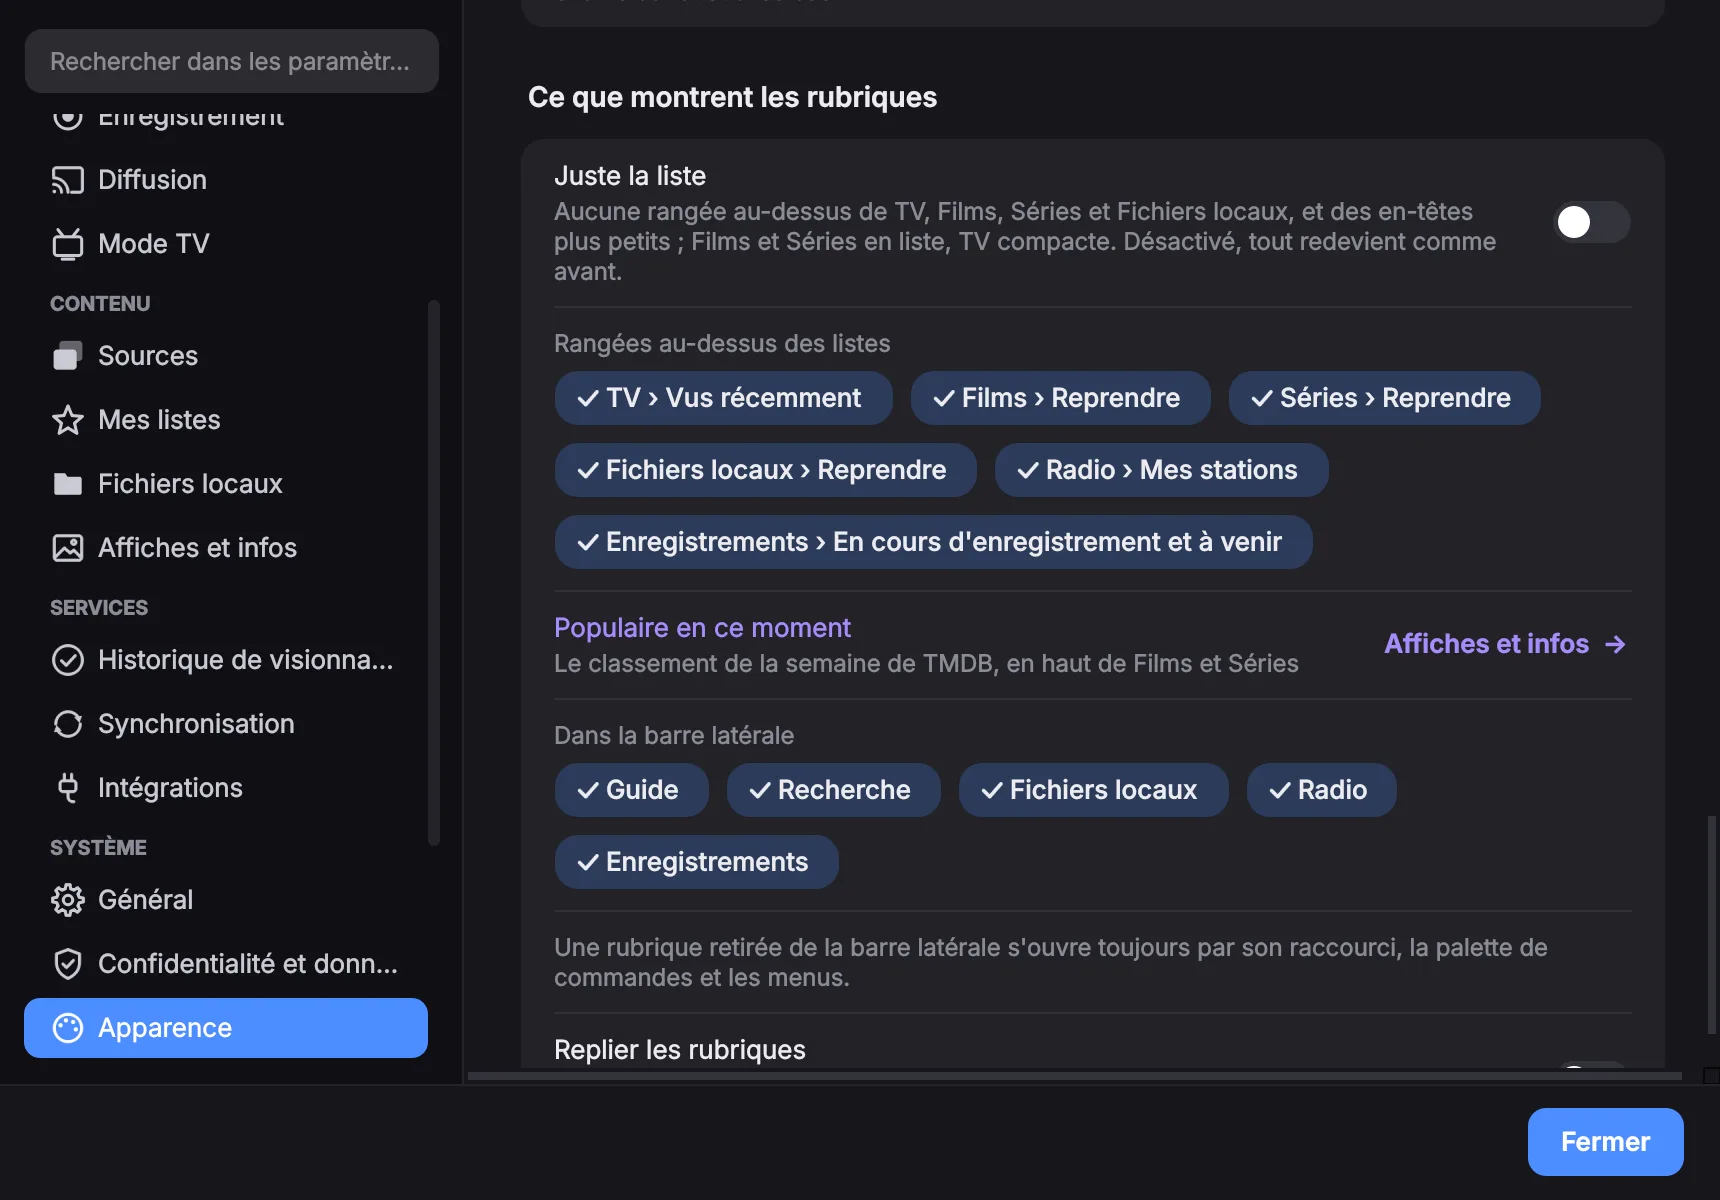 Rechercher dans les paramètr...
Enregistrement
Diffusion
Mode TV
CONTENU
Sources
Mes listes
Fichiers locaux
Affiches et infos
SERVICES
Historique de visionna...
Synchronisation
Intégrations
SYSTÈME
Général
Confidentialité et donn...
Apparence
Ce que montrent les rubriques
Juste la liste
Aucune rangée au-dessus de TV, Films, Séries et Fichiers locaux, et des en-têtes
plus petits ; Films et Séries en liste, TV compacte. Désactivé, tout redevient comme
avant.
Rangées au-dessus des listes
TV › Vus récemment
Films › Reprendre
Séries › Reprendre
Fichiers locaux › Reprendre
Radio › Mes stations
Enregistrements › En cours d'enregistrement et à venir
Populaire en ce moment
Le classement de la semaine de TMDB, en haut de Films et Séries
Affiches et infos →
Dans la barre latérale
Guide
Recherche
Fichiers locaux
Radio
Enregistrements
Une rubrique retirée de la barre latérale s'ouvre toujours par son raccourci, la palette de
commandes et les menus.
Replier les rubriques
Fermer